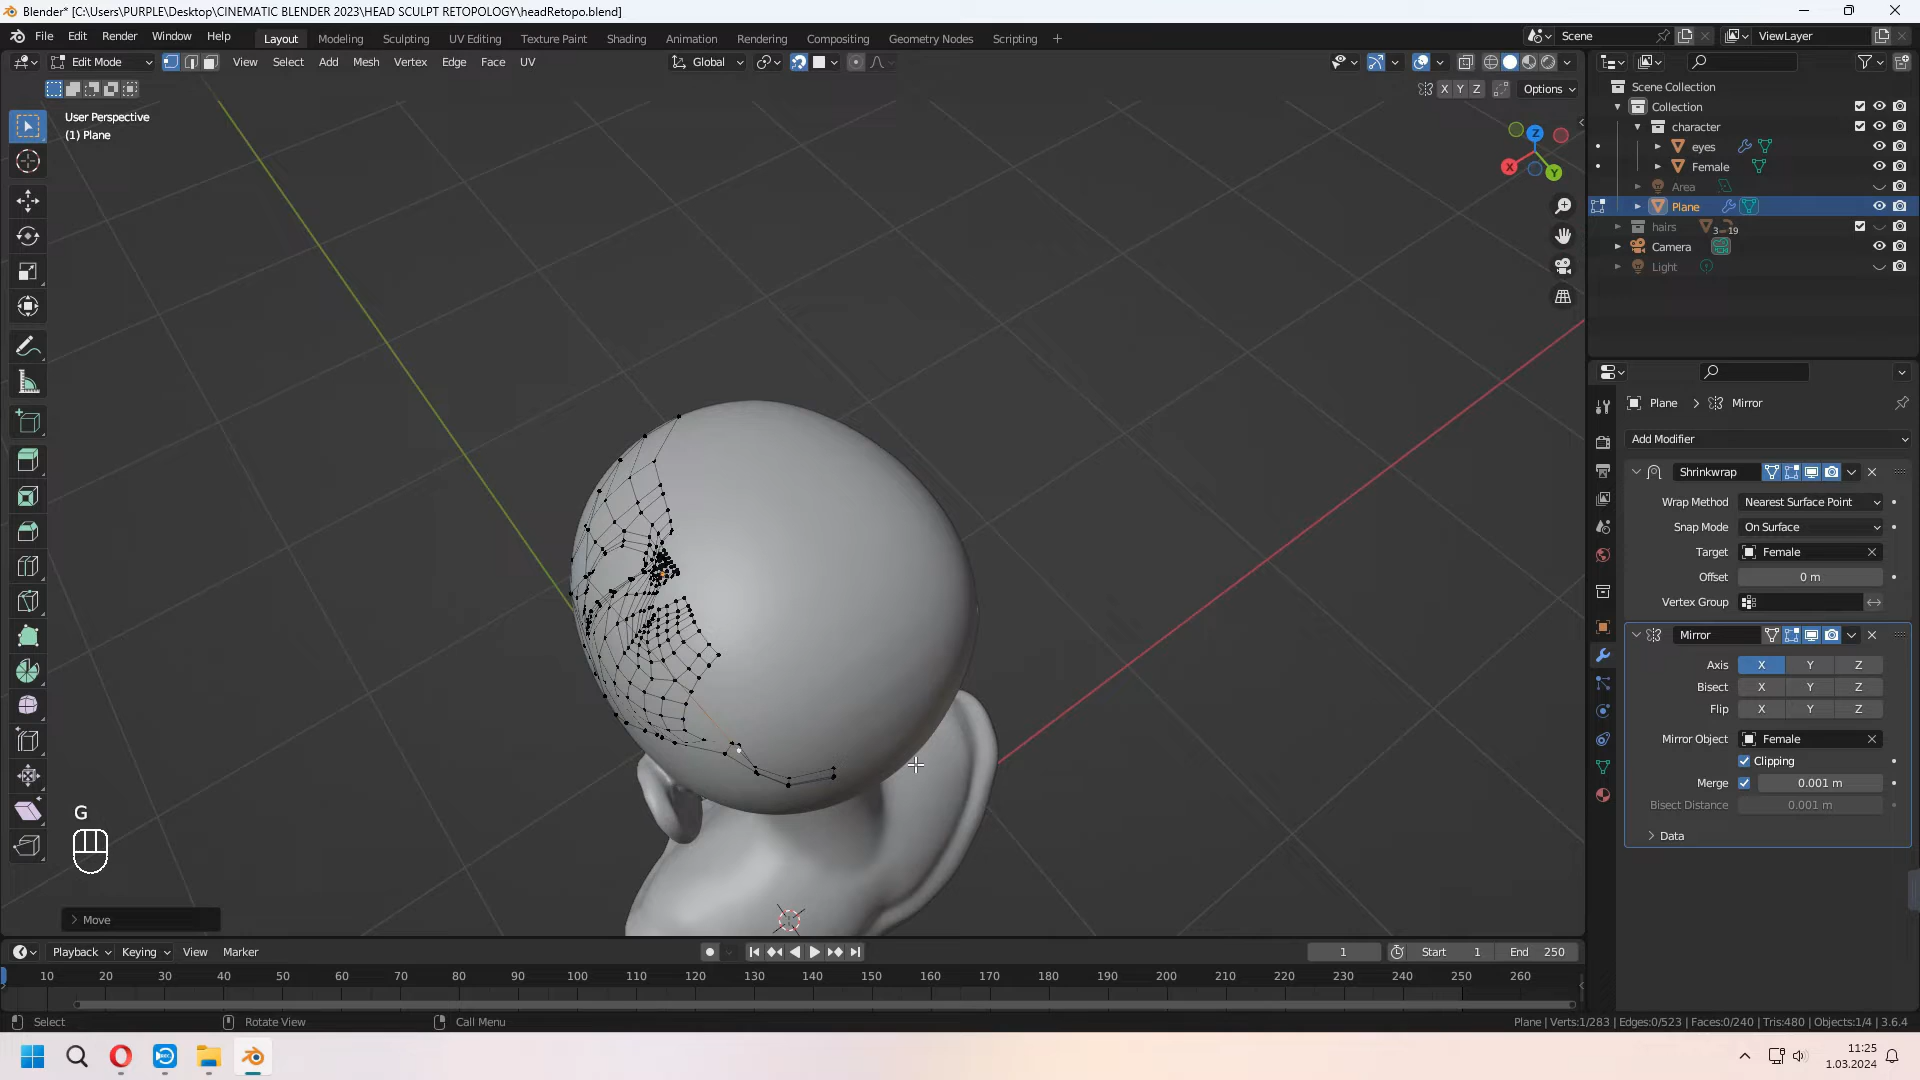 Blender* [C:\Users\PURPLE\Desktop\CINEMATIC BLENDER 2023\HEAD SCULPT RETOPOLOGY\headRetopo.blend]
File Edit Render Window Help Layout Modeling Sculpting UV Editing Texture Paint Shading Animation Rendering Compositing Geometry Nodes Scripting + Scene ViewLayer
Edit Mode View Select Add Mesh Vertex Edge Face UV Global
X Y Z Options
User Perspective
(1) Plane
Scene Collection
Collection
character
eyes
Female
Area
Plane
hairs 3 19
Camera
Light
Z
X
Y
Plane > Mirror
Add Modifier
Shrinkwrap
Wrap Method Nearest Surface Point
Snap Mode On Surface
Target Female
Offset 0 m
Vertex Group
Mirror
Axis X Y Z
Bisect X Y Z
Flip X Y Z
Mirror Object Female
Clipping
Merge 0.001 m
Bisect Distance 0.001 m
Data
G
Move
Playback Keying View Marker 1 Start 1 End 250
10 20 30 40 50 60 70 80 90 100 110 120 130 140 150 160 170 180 190 200 210 220 230 240 250 260
Select Rotate View Call Menu Plane | Verts:1/283 | Edges:0/523 | Faces:0/240 | Tris:480 | Objects:1/4 | 3.6.4
11:25
1.03.2024